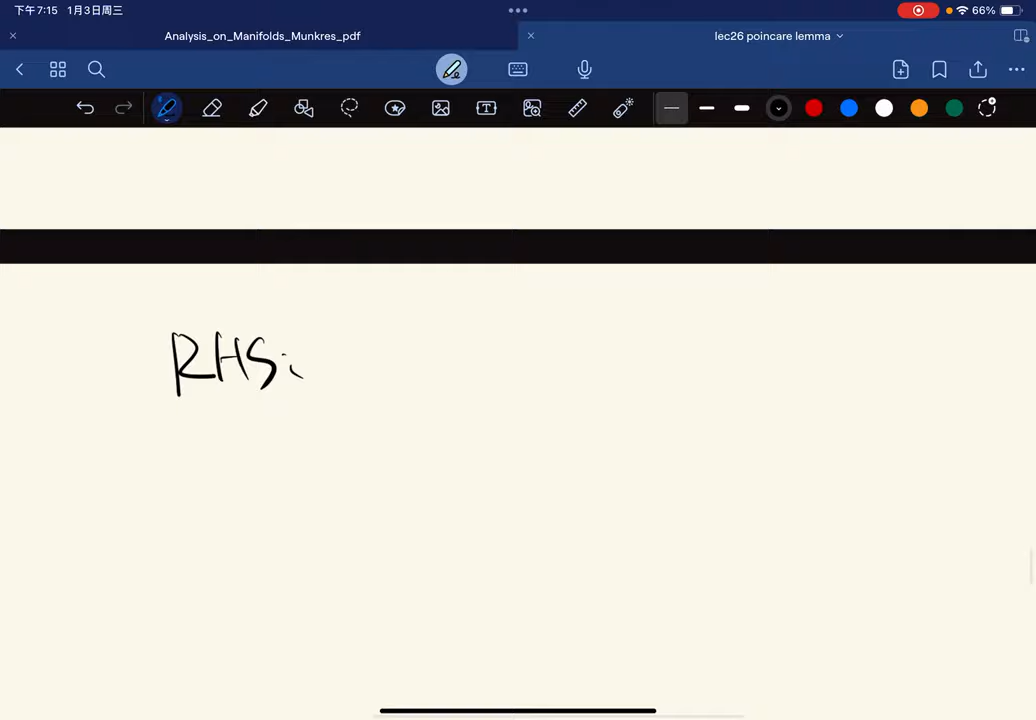 下午7:15 1月3日周三 66%
Analysis_on_Manifolds_Munkres_pdf lec26 poincare lemma
RHS: